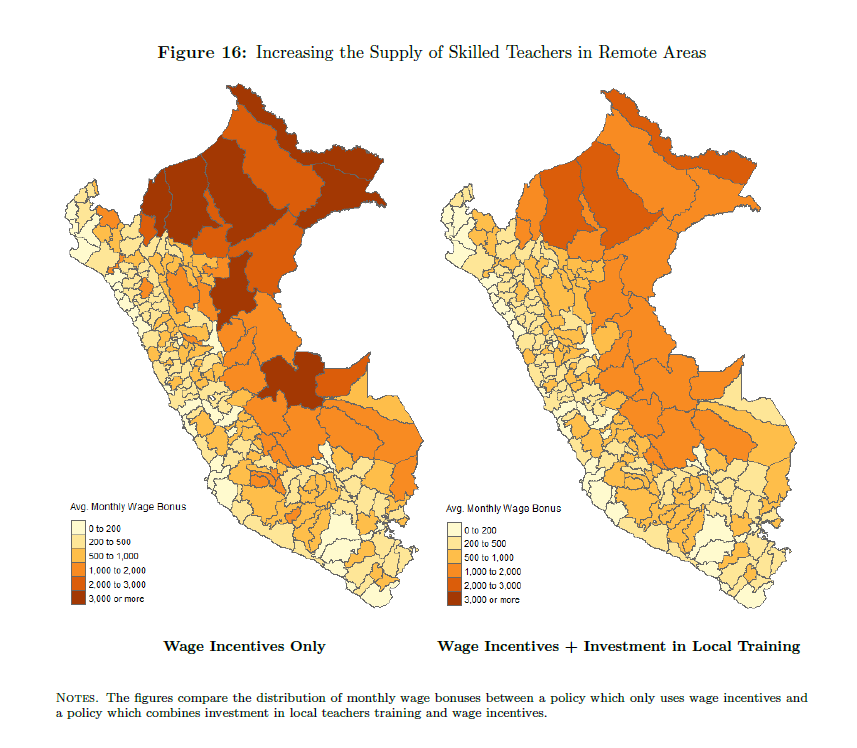 Figure 16: Increasing the Supply of Skilled Teachers in Remote Areas
Avg. Monthly Wage Bonus
0 to 200
200 to 500
500 to 1,000
1,000 to 2,000
2,000 to 3,000
3,000 or more
Wage Incentives Only
Avg. Monthly Wage Bonus
0 to 200
200 to 500
500 to 1,000
1,000 to 2,000
2,000 to 3,000
3,000 or more
Wage Incentives + Investment in Local Training
NOTES. The figures compare the distribution of monthly wage bonuses between a policy which only uses wage incentives and
a policy which combines investment in local teachers training and wage incentives.